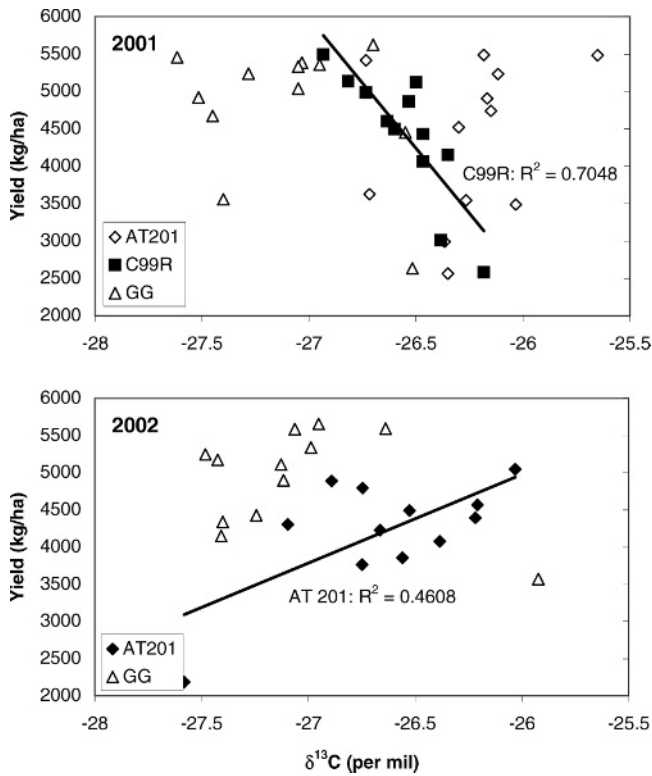 6000
5500
5000
4500
4000
3500
3000
2500
2000
Yield (kg/ha)
2001
C99R: R² = 0.7048
AT201
C99R
GG
-28 -27.5 -27 -26.5 -26 -25.5
6000
5500
5000
4500
4000
3500
3000
2500
2000
Yield (kg/ha)
2002
AT 201: R² = 0.4608
AT201
GG
-28 -27.5 -27 -26.5 -26 -25.5
δ¹³C (per mil)